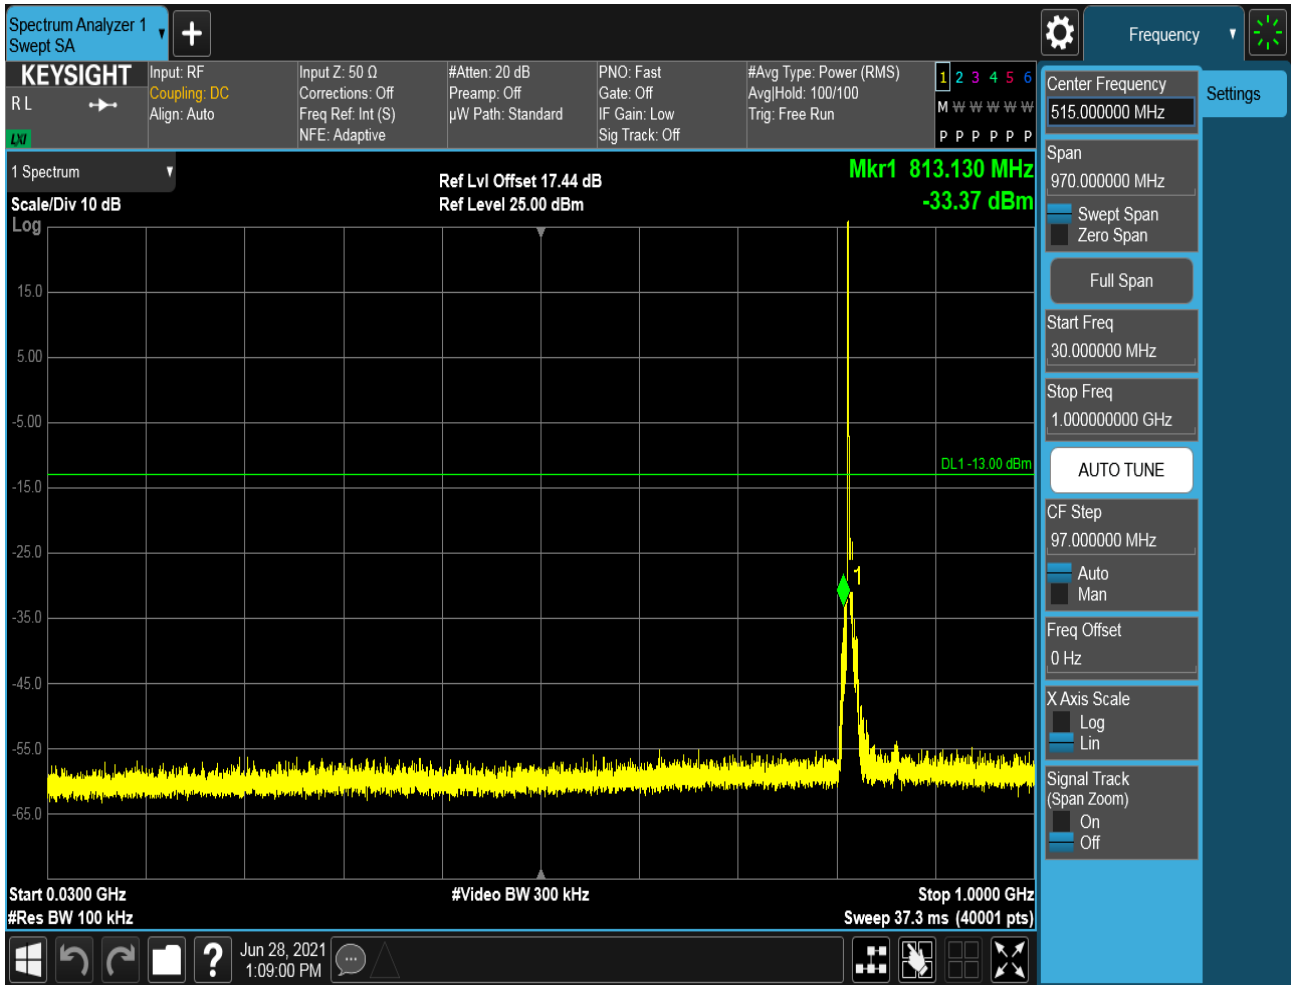 Spectrum Analyzer 1
Swept SA
Frequency
KEYSIGHT
R L
LXI
Input: RF
Coupling: DC
Align: Auto
Input Z: 50 Ω
Corrections: Off
Freq Ref: Int (S)
NFE: Adaptive
#Atten: 20 dB
Preamp: Off
µW Path: Standard
PNO: Fast
Gate: Off
IF Gain: Low
Sig Track: Off
#Avg Type: Power (RMS)
Avg|Hold: 100/100
Trig: Free Run
1 2 3 4 5 6
M W W W W W
P P P P P P
1 Spectrum
Scale/Div 10 dB
Log
Ref Lvl Offset 17.44 dB
Ref Level 25.00 dBm
Mkr1 813.130 MHz
-33.37 dBm
15.0
5.00
-5.00
-15.0
-25.0
-35.0
-45.0
-55.0
-65.0
DL1 -13.00 dBm
Start 0.0300 GHz
#Res BW 100 kHz
#Video BW 300 kHz
Stop 1.0000 GHz
Sweep 37.3 ms (40001 pts)
Center Frequency
515.000000 MHz
Settings
Span
970.000000 MHz
Swept Span
Zero Span
Full Span
Start Freq
30.000000 MHz
Stop Freq
1.000000000 GHz
AUTO TUNE
CF Step
97.000000 MHz
Auto
Man
Freq Offset
0 Hz
X Axis Scale
Log
Lin
Signal Track
(Span Zoom)
On
Off
?
Jun 28, 2021
1:09:00 PM